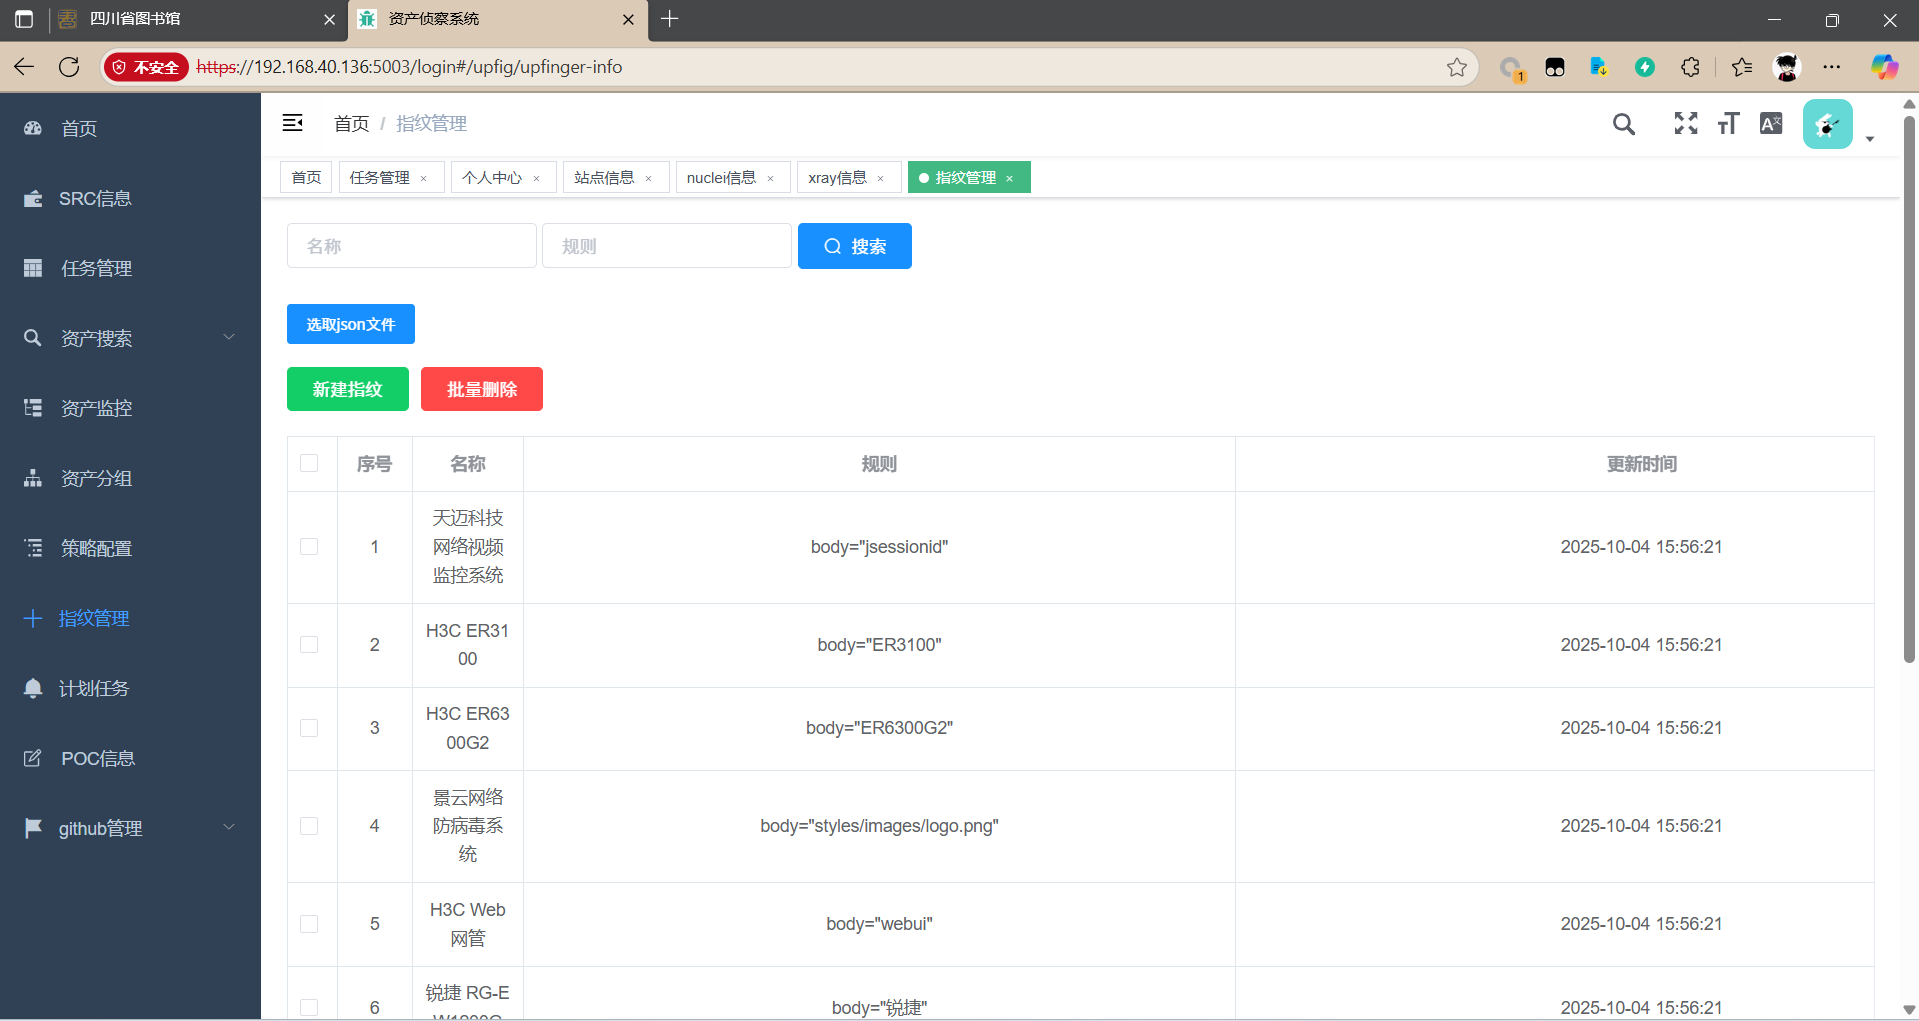 四川省图书馆
资产侦察系统
不安全 https://192.168.40.136:5003/login#/upfig/upfinger-info
1
首页
SRC信息
任务管理
资产搜索
资产监控
资产分组
策略配置
指纹管理
计划任务
POC信息
github管理
首页 / 指纹管理
首页 任务管理 × 个人中心 × 站点信息 × nuclei信息 × xray信息 × 指纹管理 ×
名称 规则 搜索
选取json文件
新建指纹 批量删除
序号 名称 规则 更新时间
1 天迈科技网络视频监控系统 body="jsessionid" 2025-10-04 15:56:21
2 H3C ER3100 body="ER3100" 2025-10-04 15:56:21
3 H3C ER6300G2 body="ER6300G2" 2025-10-04 15:56:21
4 景云网络防病毒系统 body="styles/images/logo.png" 2025-10-04 15:56:21
5 H3C Web网管 body="webui" 2025-10-04 15:56:21
6 锐捷 RG-E body="锐捷" 2025-10-04 15:56:21